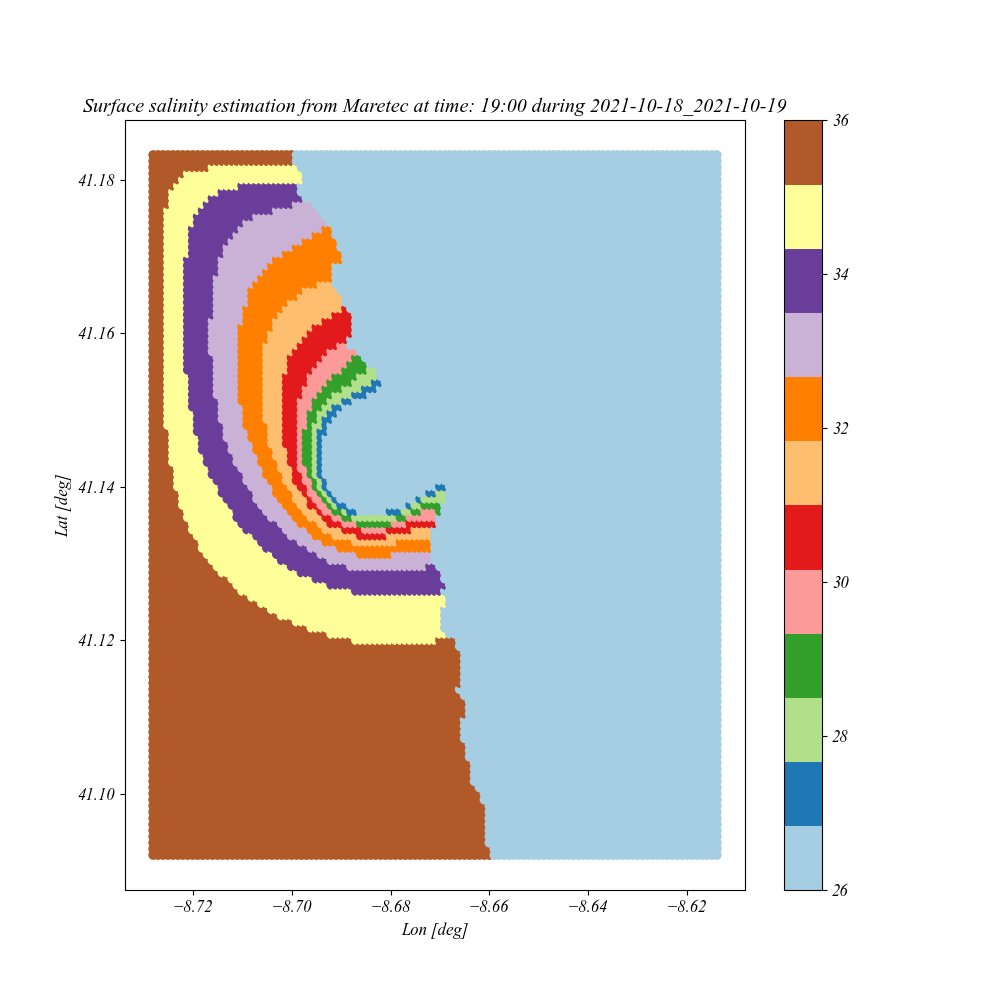 Surface salinity estimation from Maretec at time: 19:00 during 2021-10-18_2021-10-19
36
41.18
34
41.16
32
41.14
Lat [deg]
30
41.12
28
41.10
26
−8.72 −8.70 −8.68 −8.66 −8.64 −8.62
Lon [deg]